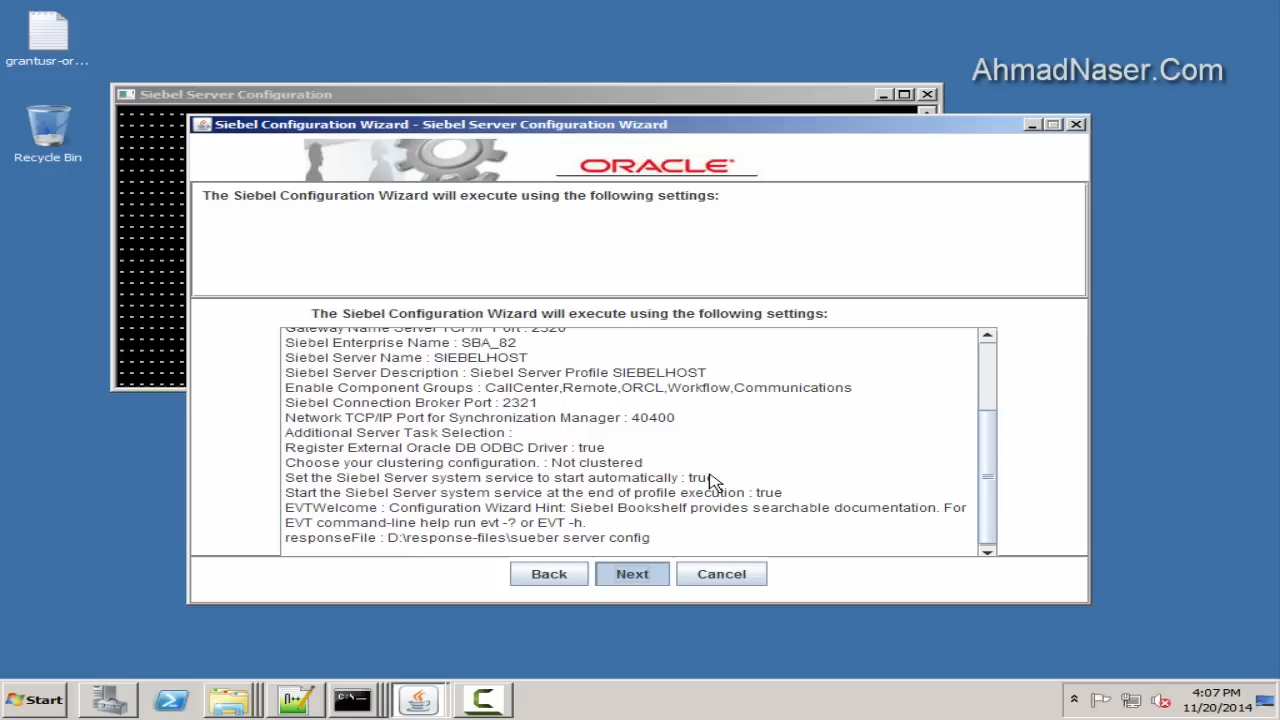 grantusr-or...
AhmadNaser.Com
Siebel Server Configuration
Siebel Configuration Wizard - Siebel Server Configuration Wizard
Recycle Bin
ORACLE
The Siebel Configuration Wizard will execute using the following settings:
The Siebel Configuration Wizard will execute using the following settings:
Gateway Name Server TCP/IP Port : 2320
Siebel Enterprise Name : SBA_82
Siebel Server Name : SIEBELHOST
Siebel Server Description : Siebel Server Profile SIEBELHOST
Enable Component Groups : CallCenter,Remote,ORCL,Workflow,Communications
Siebel Connection Broker Port : 2321
Network TCP/IP Port for Synchronization Manager : 40400
Additional Server Task Selection :
Register External Oracle DB ODBC Driver : true
Choose your clustering configuration. : Not clustered
Set the Siebel Server system service to start automatically : true
Start the Siebel Server system service at the end of profile execution : true
EVTWelcome : Configuration Wizard Hint: Siebel Bookshelf provides searchable documentation. For
EVT command-line help run evt -? or EVT -h.
responseFile : D:\response-files\sueber server config
Back Next Cancel
Start
C:\
4:07 PM
11/20/2014